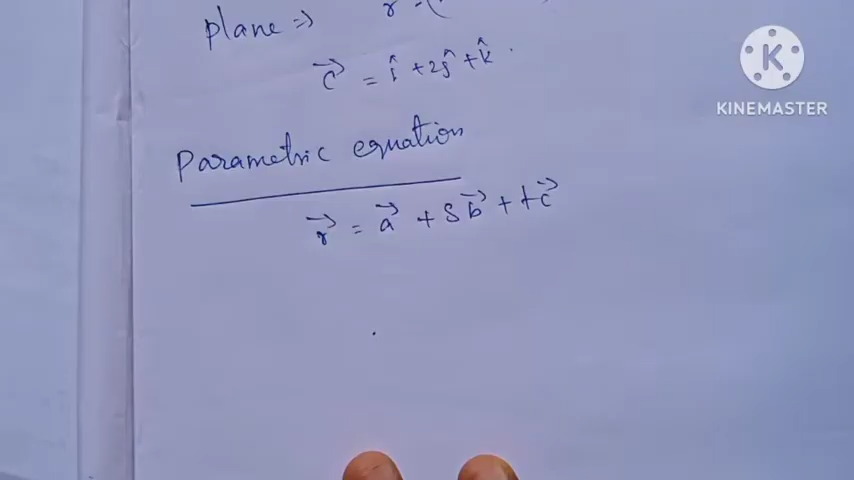 plane ⇒ r⃗ · (
c⃗ = î + 2ĵ + k̂ .
KINEMASTER
Parametric equation
r⃗ = a⃗ + s b⃗ + t c⃗